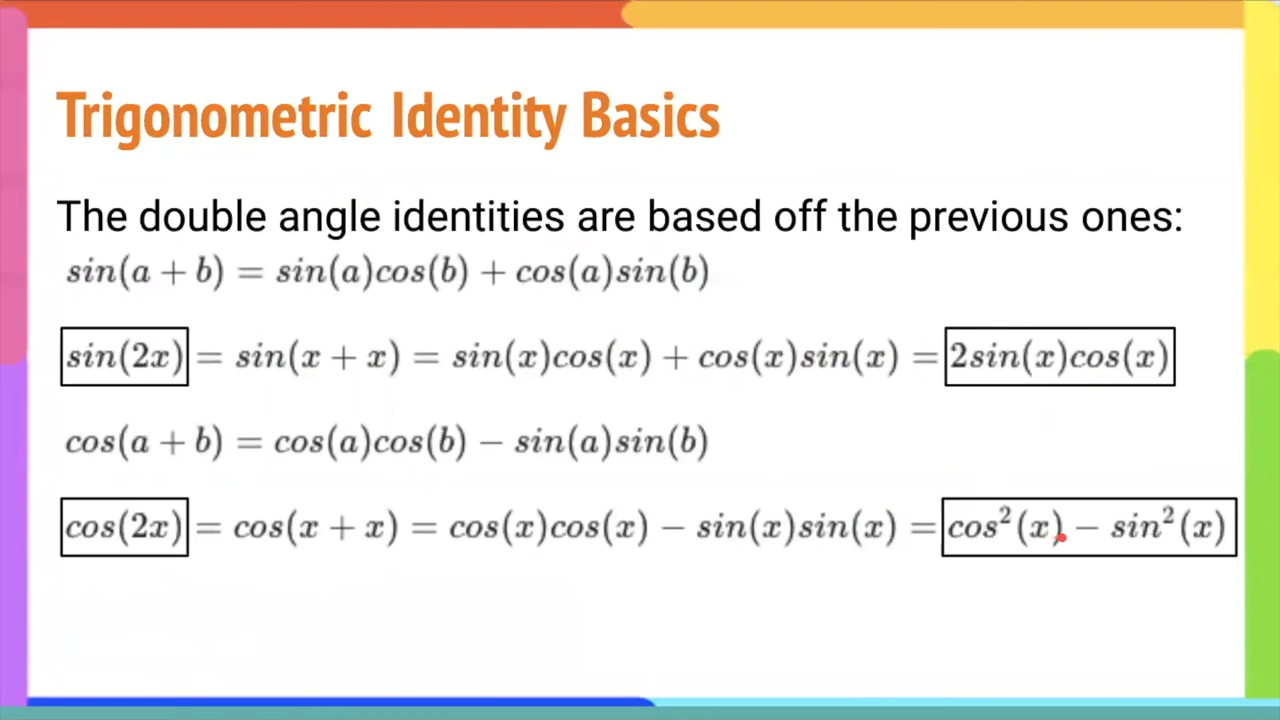 Trigonometric Identity Basics
The double angle identities are based off the previous ones:
sin(a + b) = sin(a)cos(b) + cos(a)sin(b)
sin(2x) = sin(x + x) = sin(x)cos(x) + cos(x)sin(x) = 2sin(x)cos(x)
cos(a + b) = cos(a)cos(b) − sin(a)sin(b)
cos(2x) = cos(x + x) = cos(x)cos(x) − sin(x)sin(x) = cos²(x) − sin²(x)